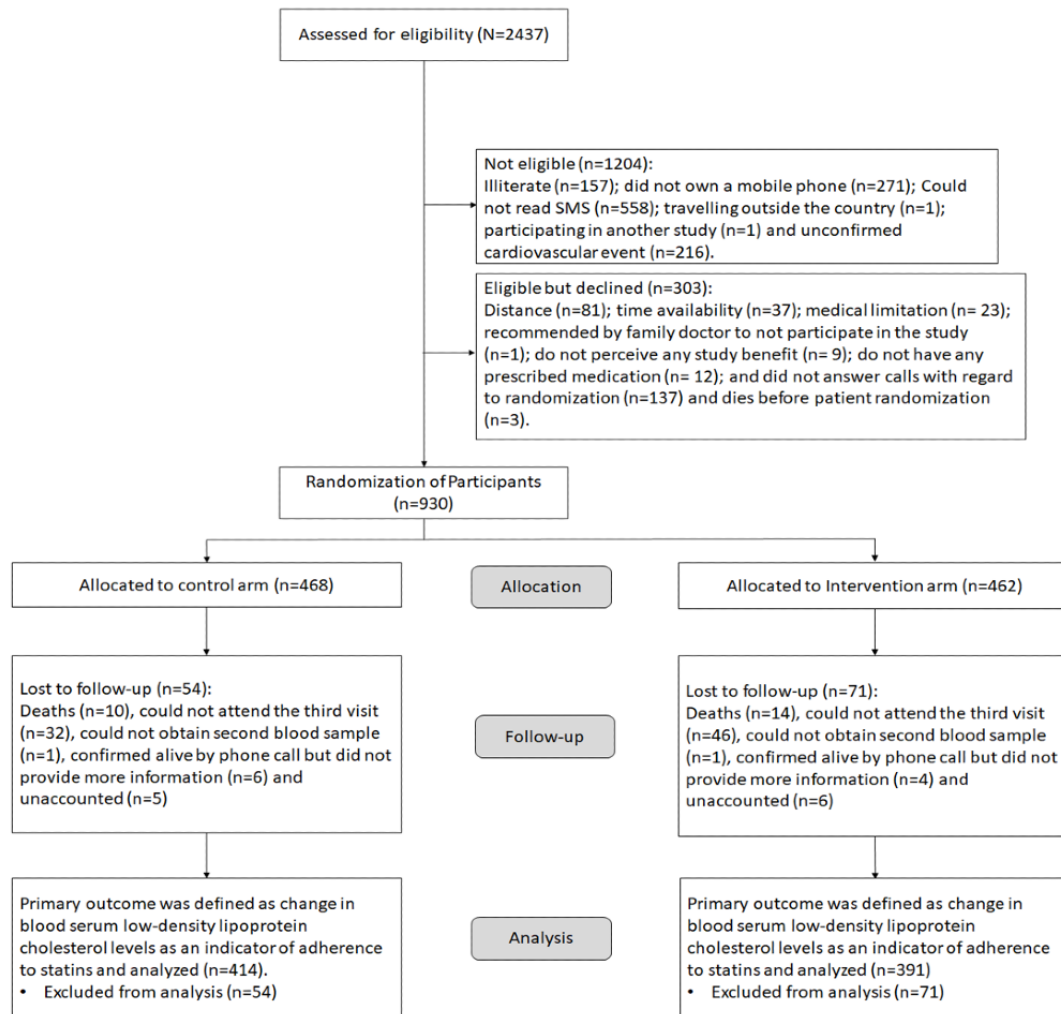 Assessed for eligibility (N=2437)
Not eligible (n=1204):
Illiterate (n=157); did not own a mobile phone (n=271); Could
not read SMS (n=558); travelling outside the country (n=1);
participating in another study (n=1) and unconfirmed
cardiovascular event (n=216).
Eligible but declined (n=303):
Distance (n=81); time availability (n=37); medical limitation (n= 23);
recommended by family doctor to not participate in the study
(n=1); do not perceive any study benefit (n= 9); do not have any
prescribed medication (n= 12); and did not answer calls with regard
to randomization (n=137) and dies before patient randomization
(n=3).
Randomization of Participants
(n=930)
Allocated to control arm (n=468)
Allocation
Allocated to Intervention arm (n=462)
Lost to follow-up (n=54):
Deaths (n=10), could not attend the third visit
(n=32), could not obtain second blood sample
(n=1), confirmed alive by phone call but did not
provide more information (n=6) and
unaccounted (n=5)
Follow-up
Lost to follow-up (n=71):
Deaths (n=14), could not attend the third visit
(n=46), could not obtain second blood sample
(n=1), confirmed alive by phone call but did not
provide more information (n=4) and
unaccounted (n=6)
Primary outcome was defined as change in
blood serum low-density lipoprotein
cholesterol levels as an indicator of adherence
to statins and analyzed (n=414).
• Excluded from analysis (n=54)
Analysis
Primary outcome was defined as change in
blood serum low-density lipoprotein
cholesterol levels as an indicator of adherence
to statins and analyzed (n=391)
• Excluded from analysis (n=71)